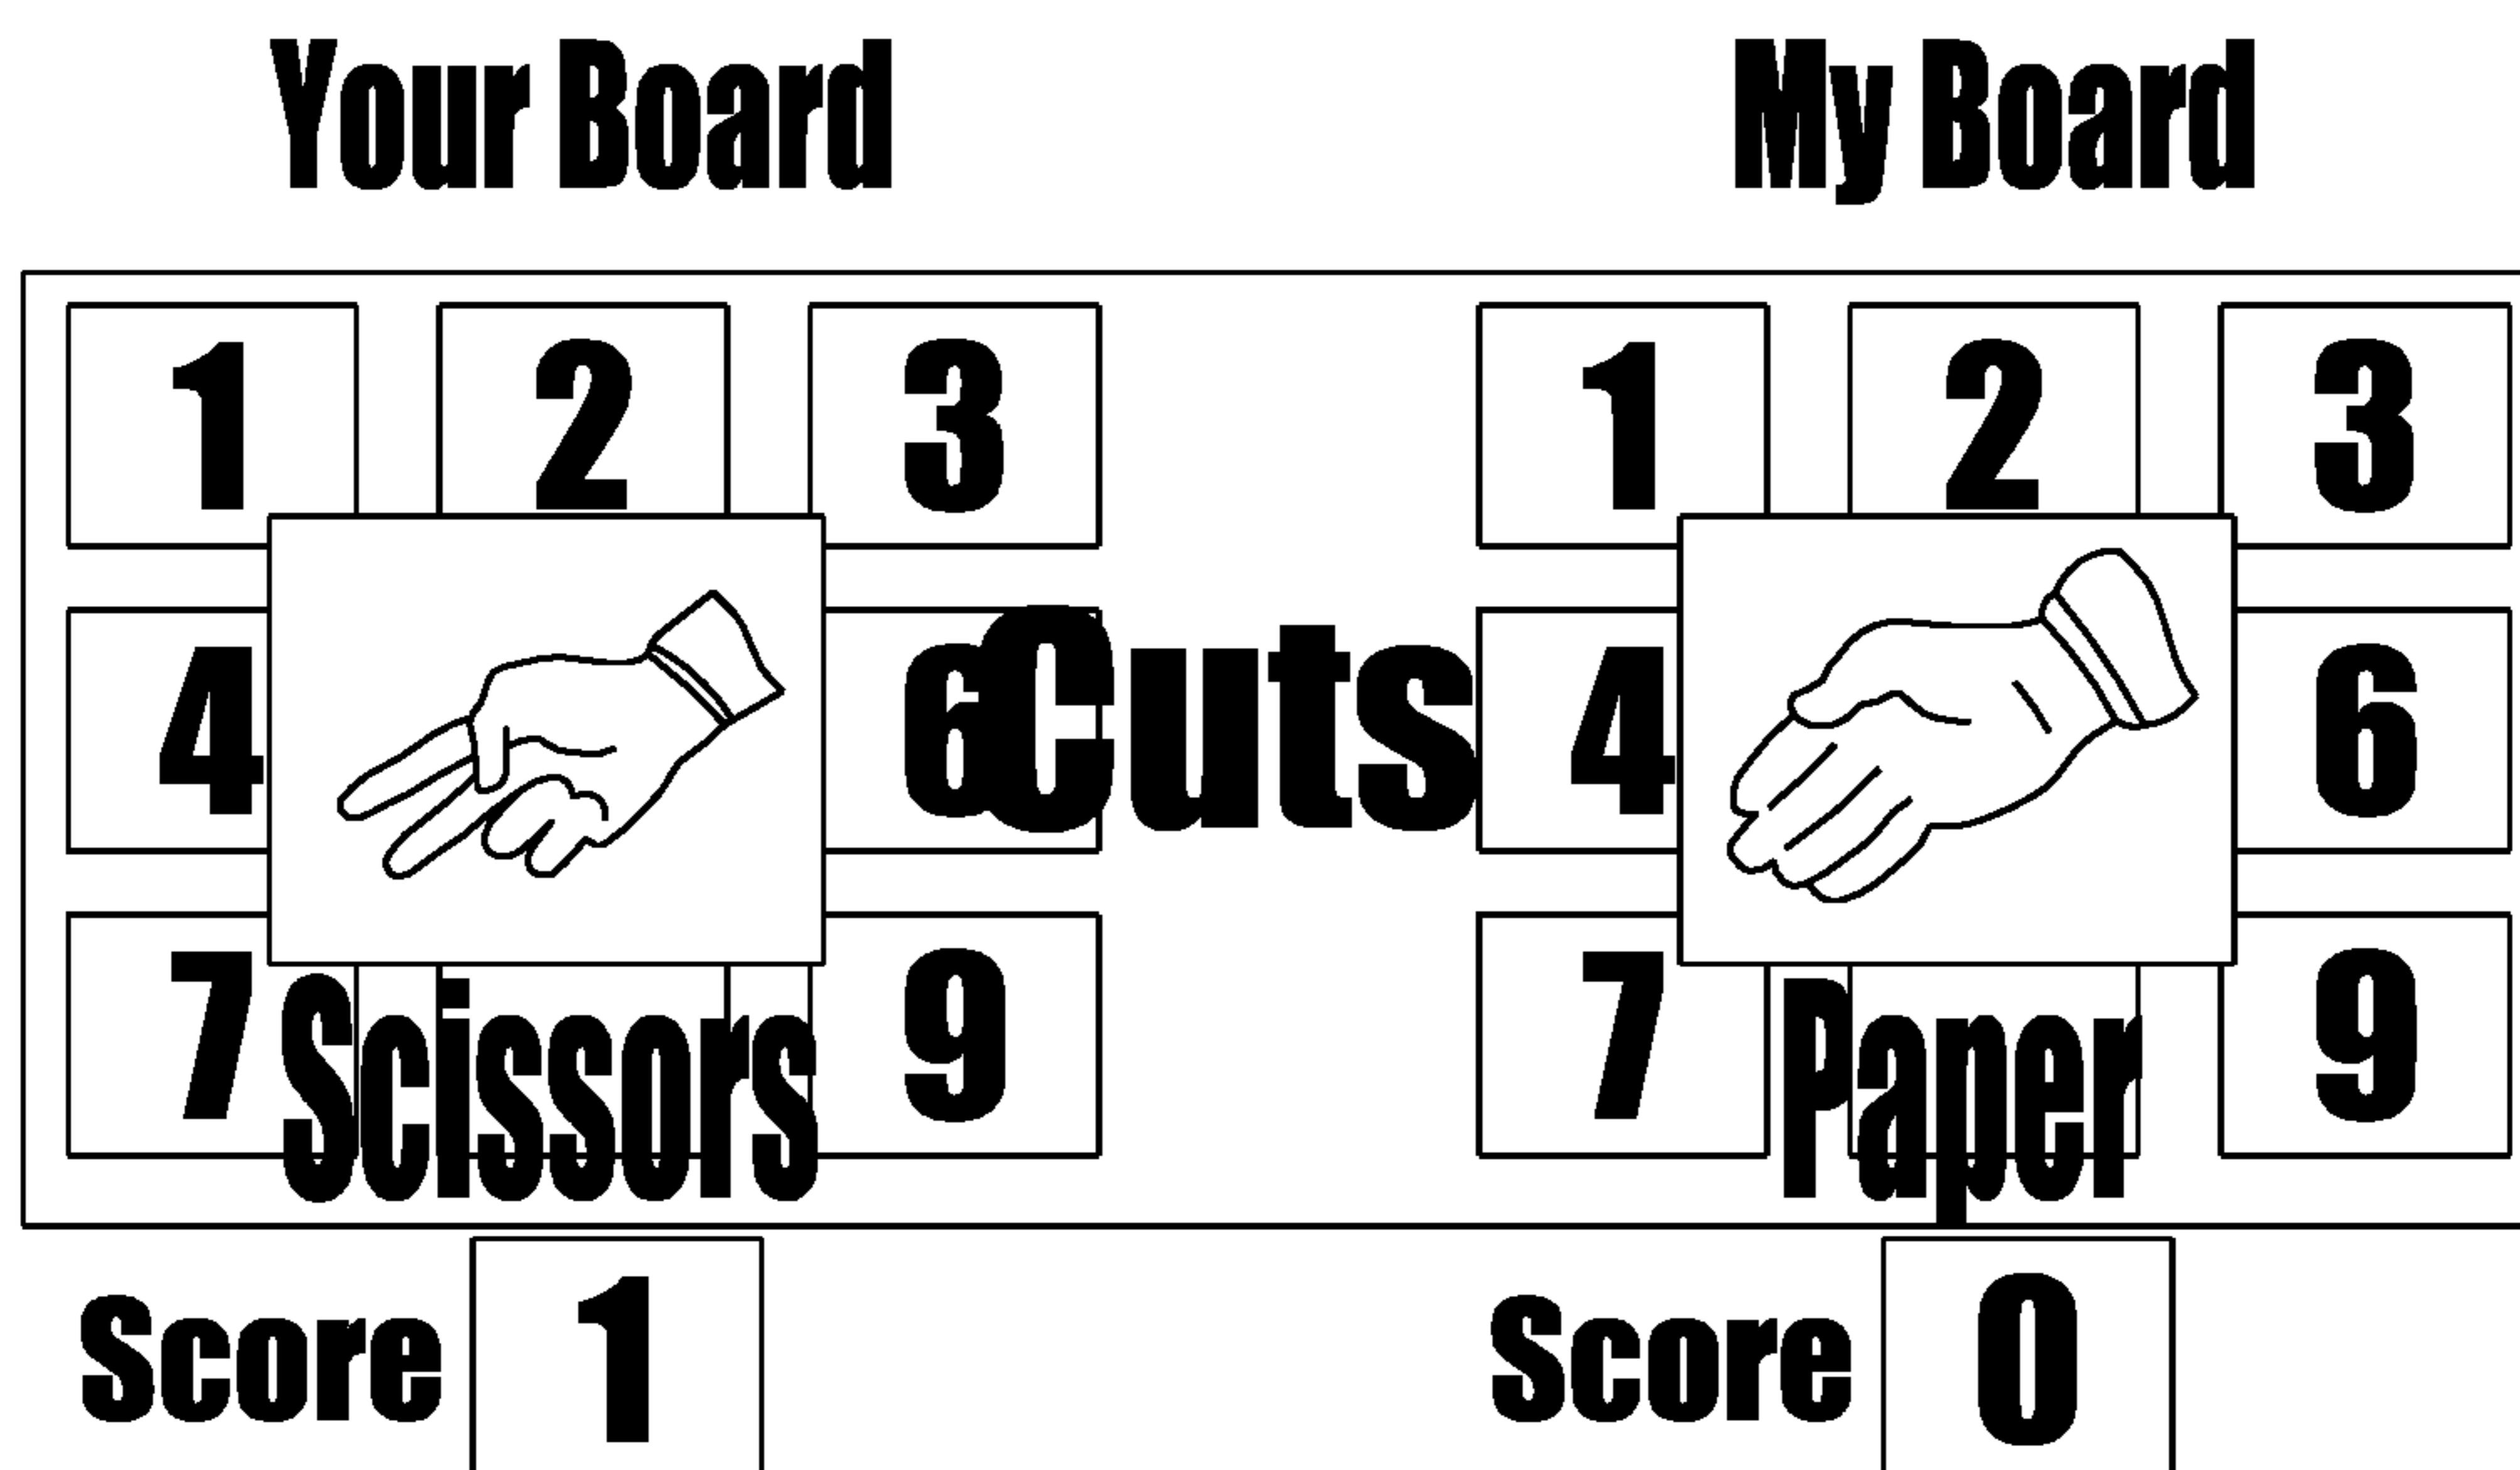 Your Board My Board
1 2 3 1 2 3
4 6 Cuts 4 6
7 9 7 9
Scissors Paper
Score 1 Score 0